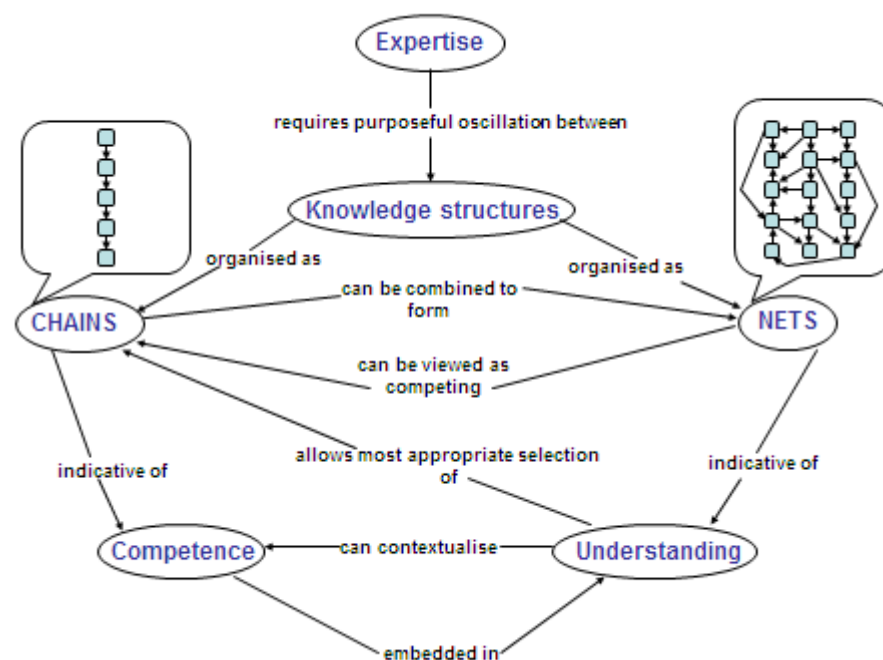 Expertise
requires purposeful oscillation between
Knowledge structures
organised as
organised as
can be combined to
form
CHAINS
NETS
can be viewed as
competing
allows most appropriate selection
of
indicative of
indicative of
Competence
can contextualise
Understanding
embedded in